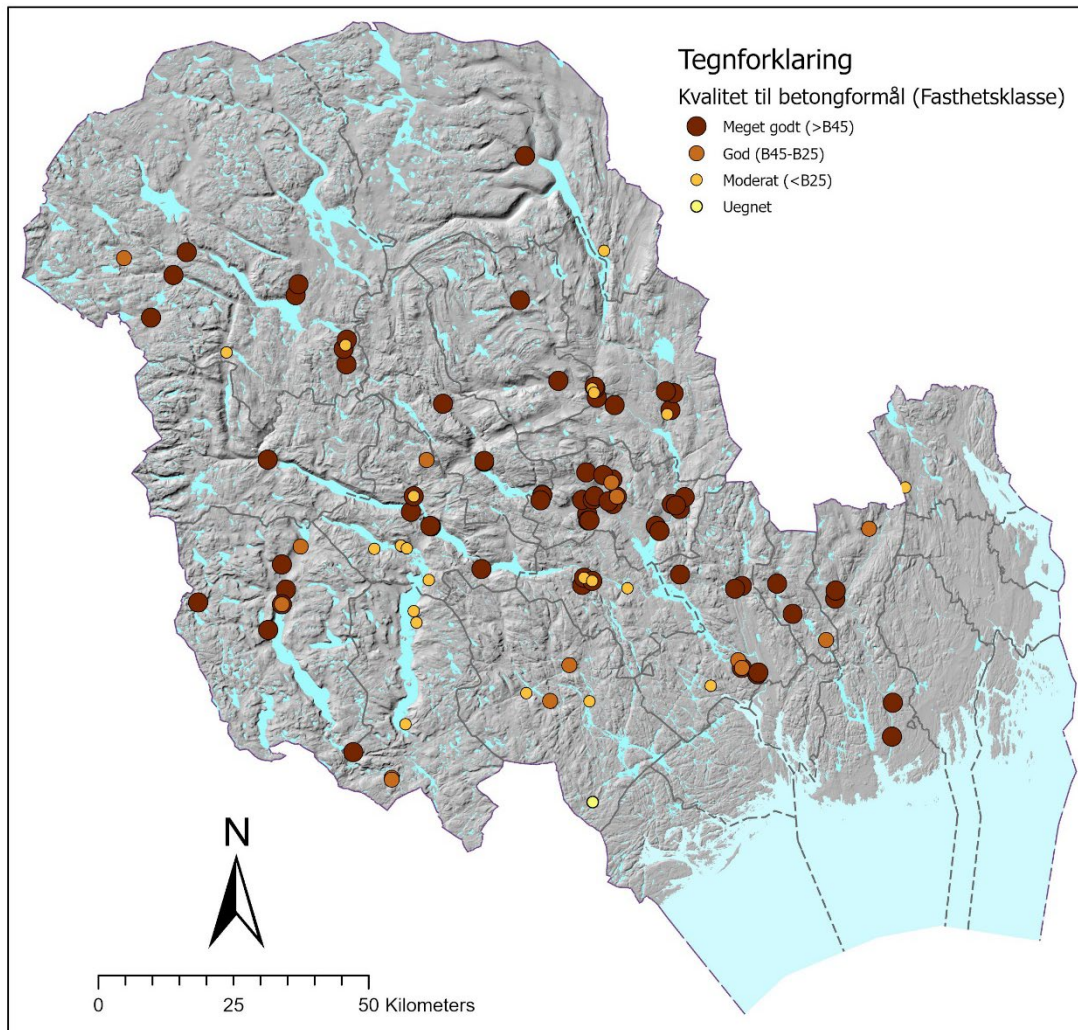 Tegnforklaring
Kvalitet til betongformål (Fasthetsklasse)
Meget godt (>B45)
God (B45-B25)
Moderat (<B25)
Uegnet
N
0 25 50 Kilometers